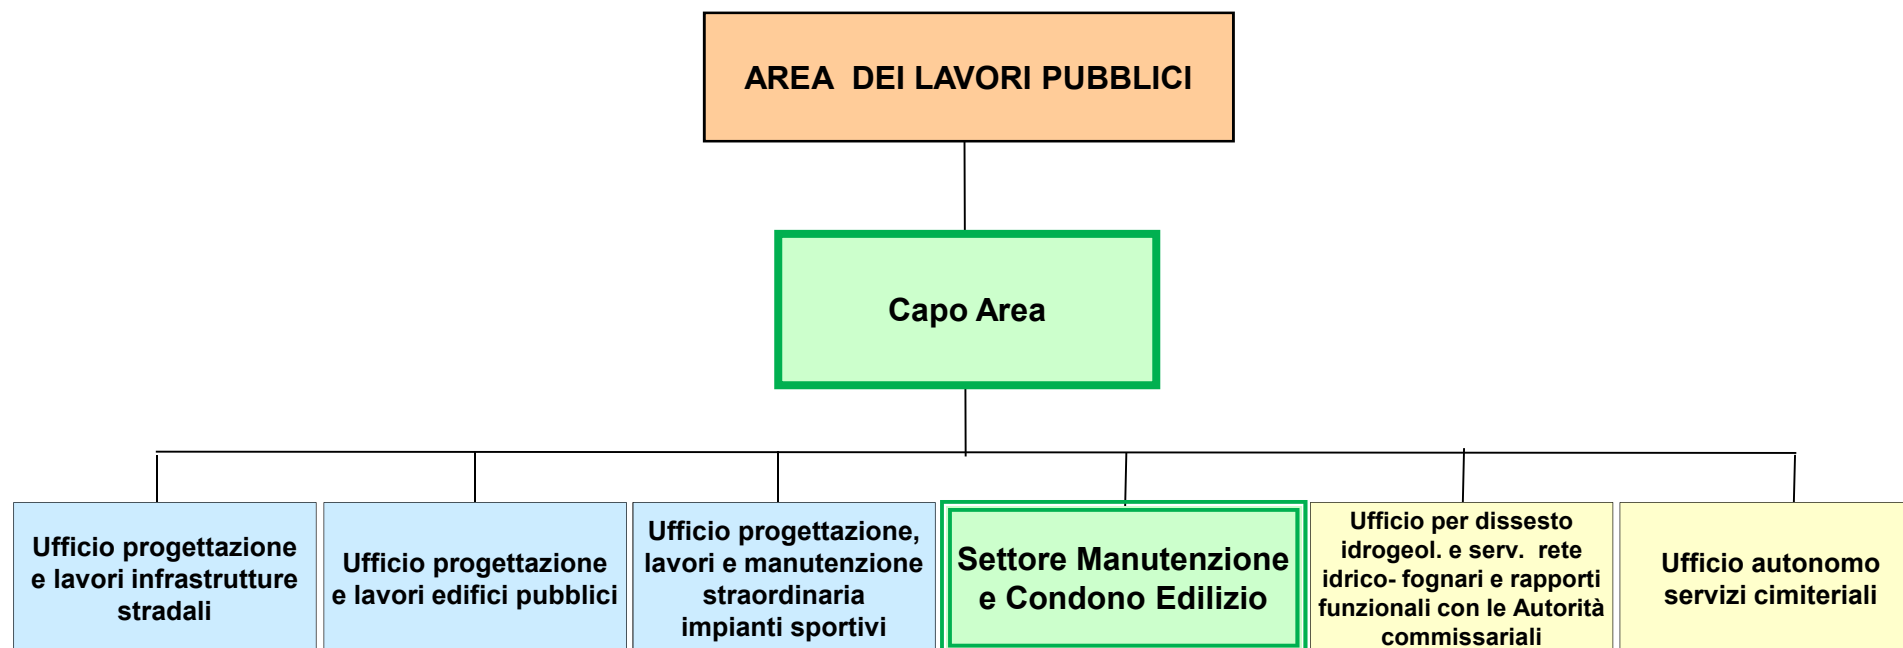 AREA  DEI LAVORI PUBBLICI
Capo Area
Ufficio progettazione
e lavori infrastrutture
stradali
Ufficio progettazione
e lavori edifici pubblici
Ufficio progettazione,
lavori e manutenzione
straordinaria
impianti sportivi
Settore Manutenzione
e Condono Edilizio
Ufficio per dissesto
idrogeol. e serv.  rete
idrico- fognari e rapporti
funzionali con le Autorità
commissariali
Ufficio autonomo
servizi cimiteriali